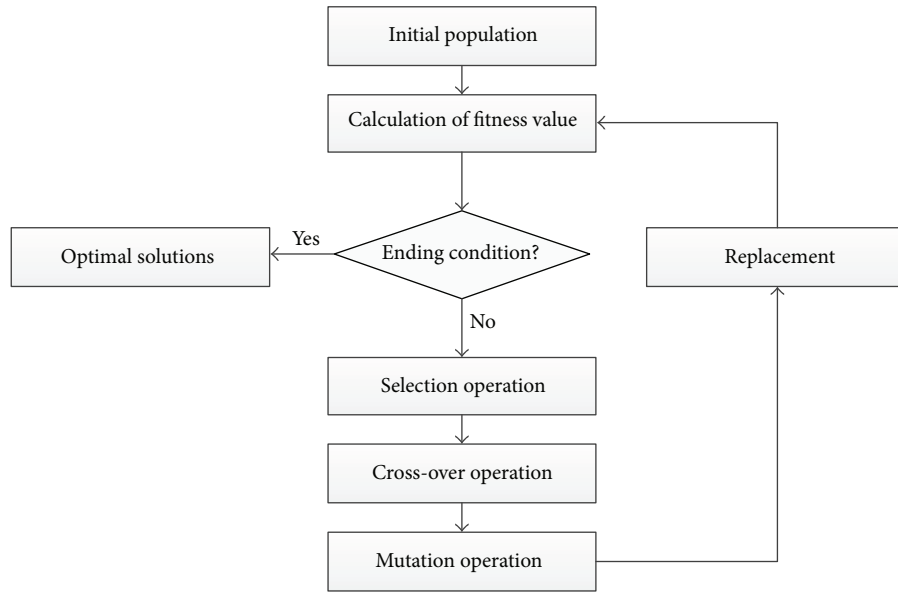 Initial population
Calculation of fitness value
Ending condition?
Yes
Optimal solutions
No
Selection operation
Cross-over operation
Mutation operation
Replacement